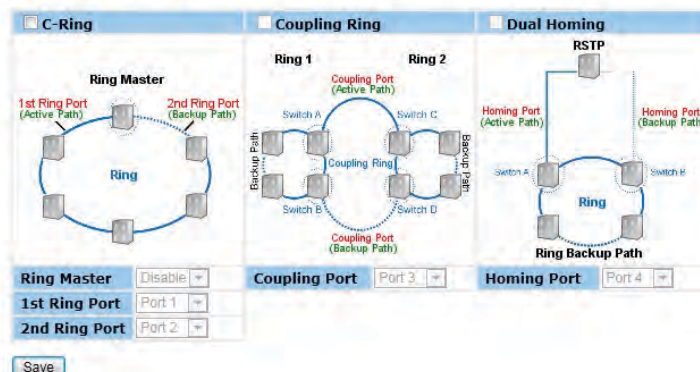 C-Ring
Ring Master
1st Ring Port
(Active Path)
2nd Ring Port
(Backup Path)
Ring
Ring Master Disable
1st Ring Port Port 1
2nd Ring Port Port 2
Coupling Ring
Ring 1
Ring 2
Coupling Port
(Active Path)
Switch A
Switch C
Backup Path
Coupling Ring
Backup Path
Switch B
Switch D
Coupling Port
(Backup Path)
Coupling Port Port 3
Dual Homing
RSTP
Homing Port
(Active Path)
Homing Port
(Backup Path
Switch A
Switch B
Ring
Ring Backup Path
Homing Port Port 4
Save